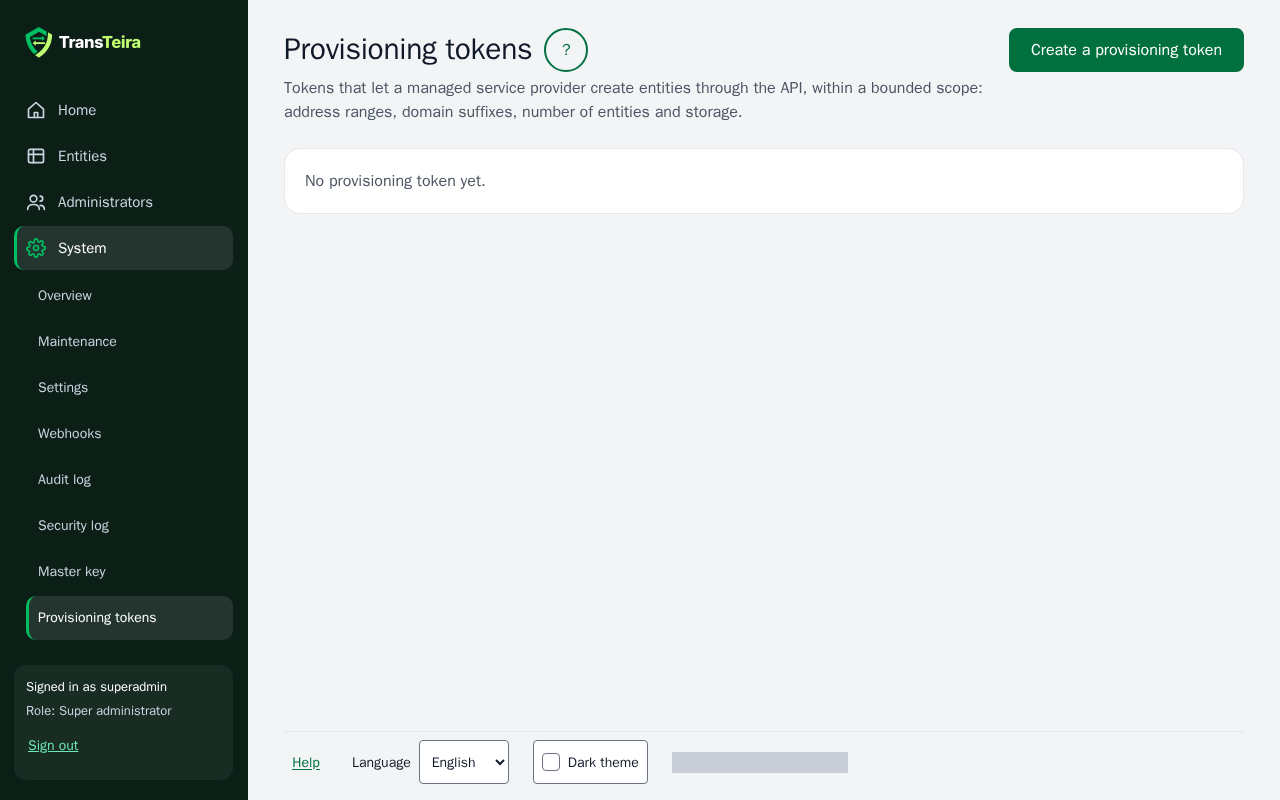 TransTeira
Home
Entities
Administrators
System
Overview
Maintenance
Settings
Webhooks
Audit log
Security log
Master key
Provisioning tokens
Signed in as superadmin
Role: Super administrator
Sign out
Provisioning tokens
?
Create a provisioning token
Tokens that let a managed service provider create entities through the API, within a bounded scope:
address ranges, domain suffixes, number of entities and storage.
No provisioning token yet.
Help
Language
English
Dark theme